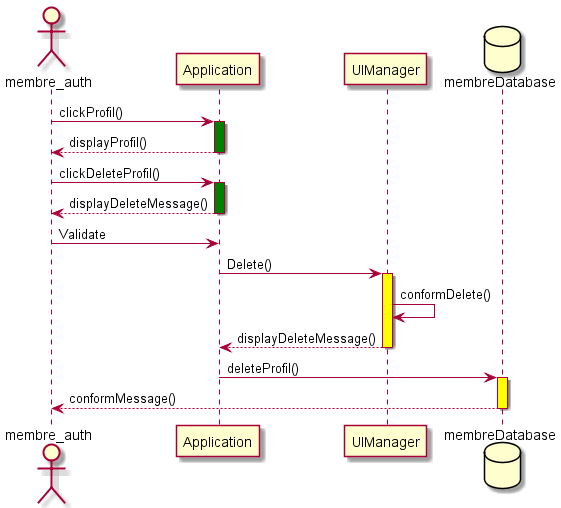 membre_auth
Application
UIManager
membreDatabase
clickProfil()
displayProfil()
clickDeleteProfil()
displayDeleteMessage()
Validate
Delete()
conformDelete()
displayDeleteMessage()
deleteProfil()
conformMessage()
membre_auth
Application
UIManager
membreDatabase